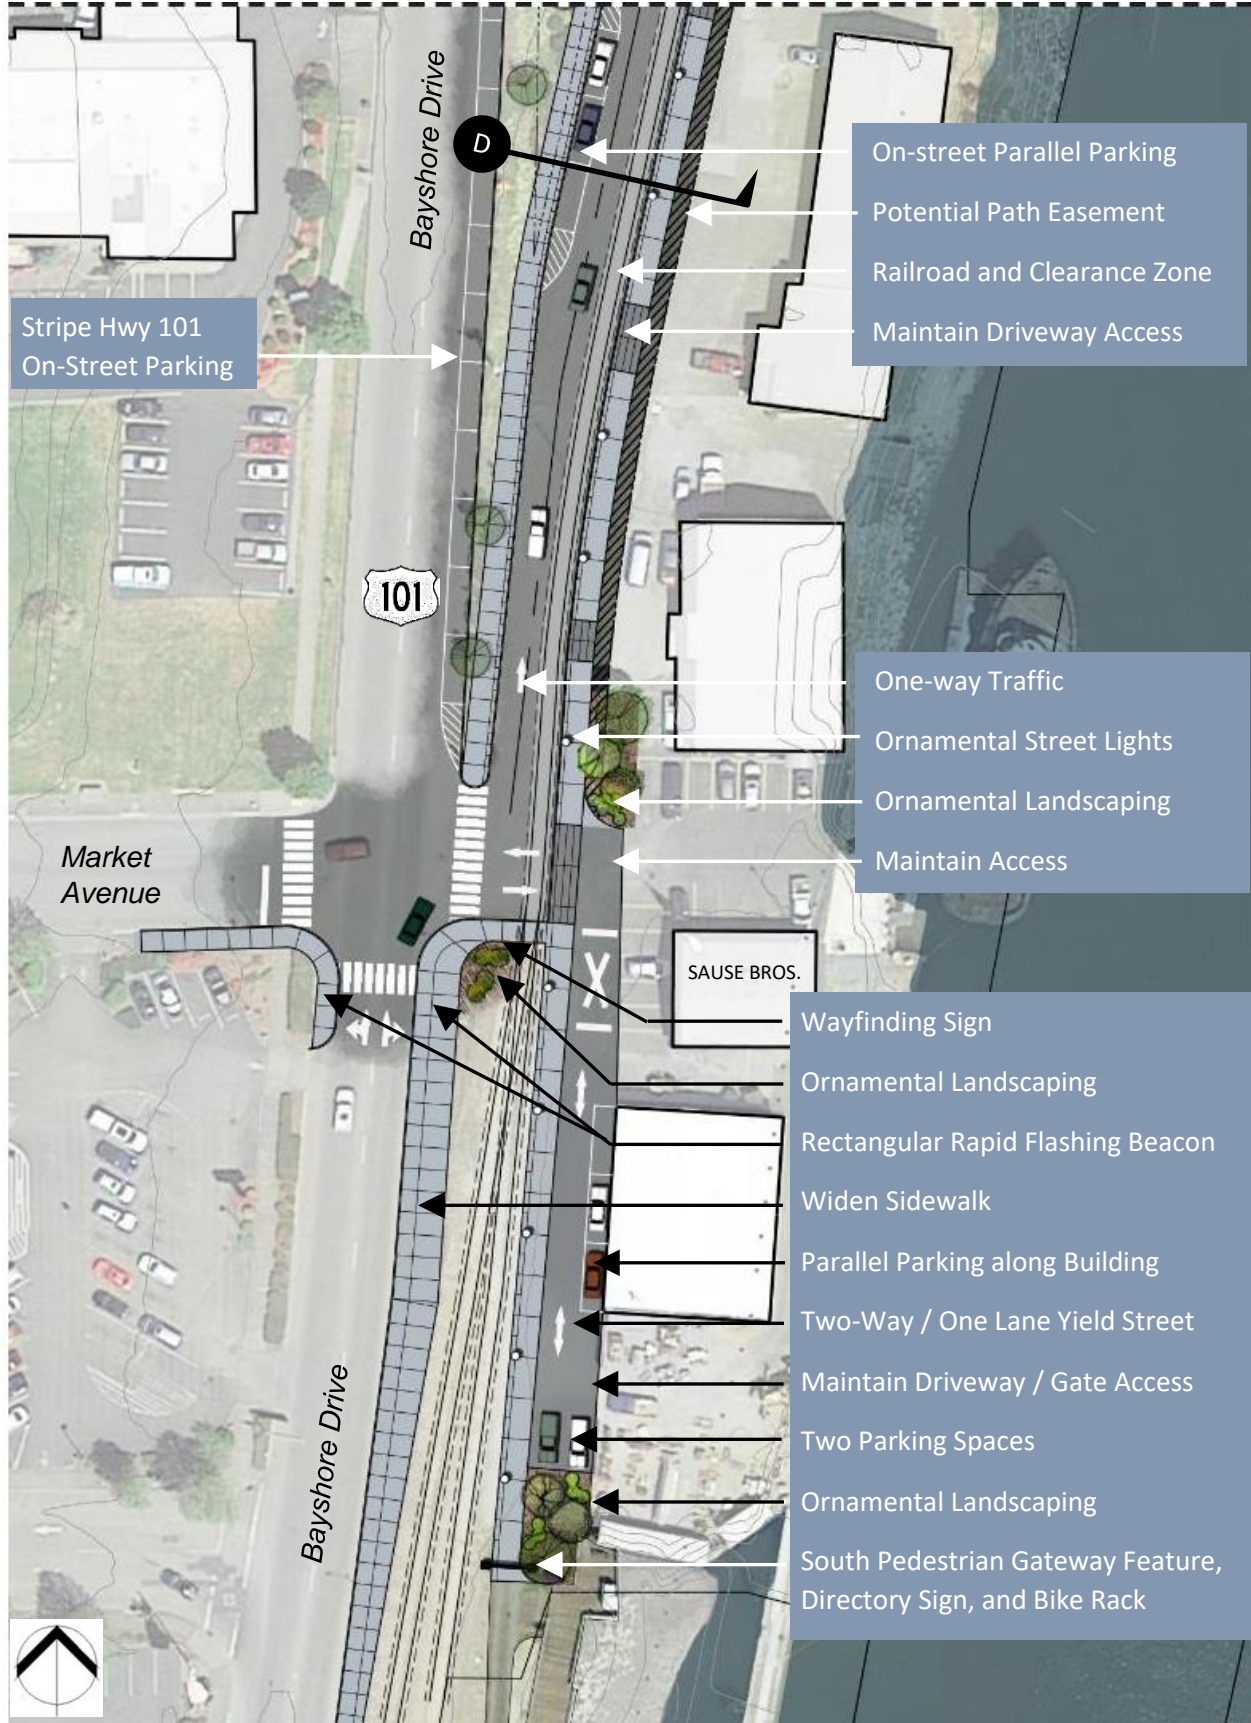 Bayshore Drive
D
On-street Parallel Parking
Potential Path Easement
Railroad and Clearance Zone
Maintain Driveway Access
Stripe Hwy 101
On-Street Parking
101
One-way Traffic
Ornamental Street Lights
Ornamental Landscaping
Maintain Access
Market
Avenue
SAUSE BROS.
X
Wayfinding Sign
Ornamental Landscaping
Rectangular Rapid Flashing Beacon
Widen Sidewalk
Parallel Parking along Building
Two-Way / One Lane Yield Street
Maintain Driveway / Gate Access
Two Parking Spaces
Ornamental Landscaping
South Pedestrian Gateway Feature,
Directory Sign, and Bike Rack
Bayshore Drive